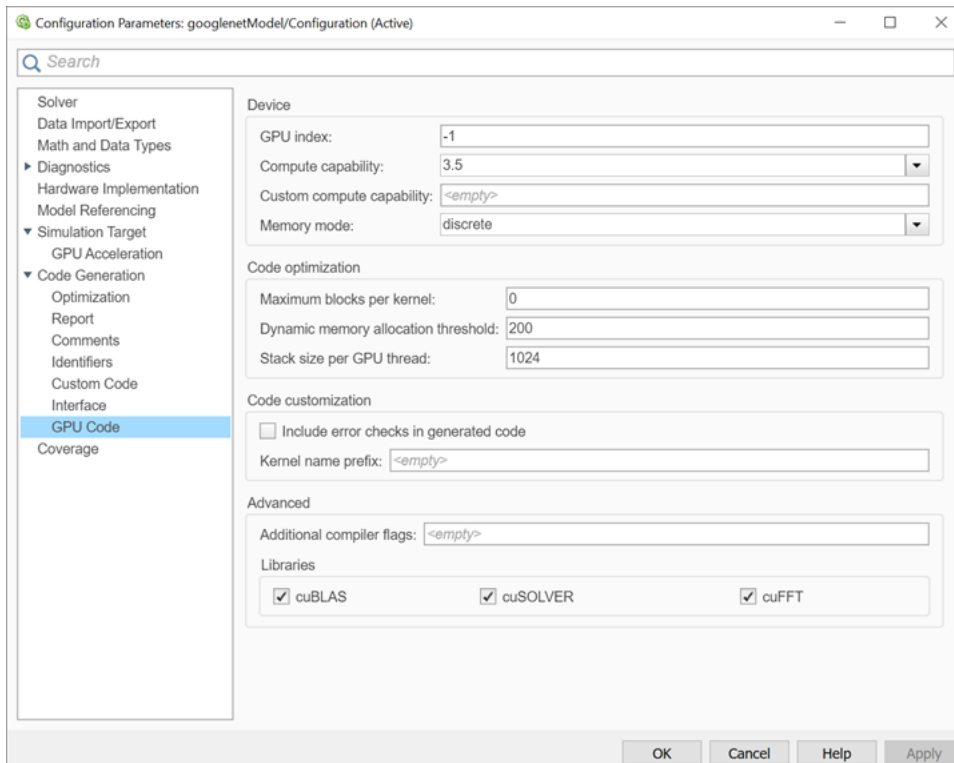 Configuration Parameters: googlenetModel/Configuration (Active)
Search
Solver
Data Import/Export
Math and Data Types
Diagnostics
Hardware Implementation
Model Referencing
Simulation Target
GPU Acceleration
Code Generation
Optimization
Report
Comments
Identifiers
Custom Code
Interface
GPU Code
Coverage
Device
GPU index: -1
Compute capability: 3.5
Custom compute capability: <empty>
Memory mode: discrete
Code optimization
Maximum blocks per kernel: 0
Dynamic memory allocation threshold: 200
Stack size per GPU thread: 1024
Code customization
Include error checks in generated code
Kernel name prefix: <empty>
Advanced
Additional compiler flags: <empty>
Libraries
cuBLAS cuSOLVER cuFFT
OK Cancel Help Apply